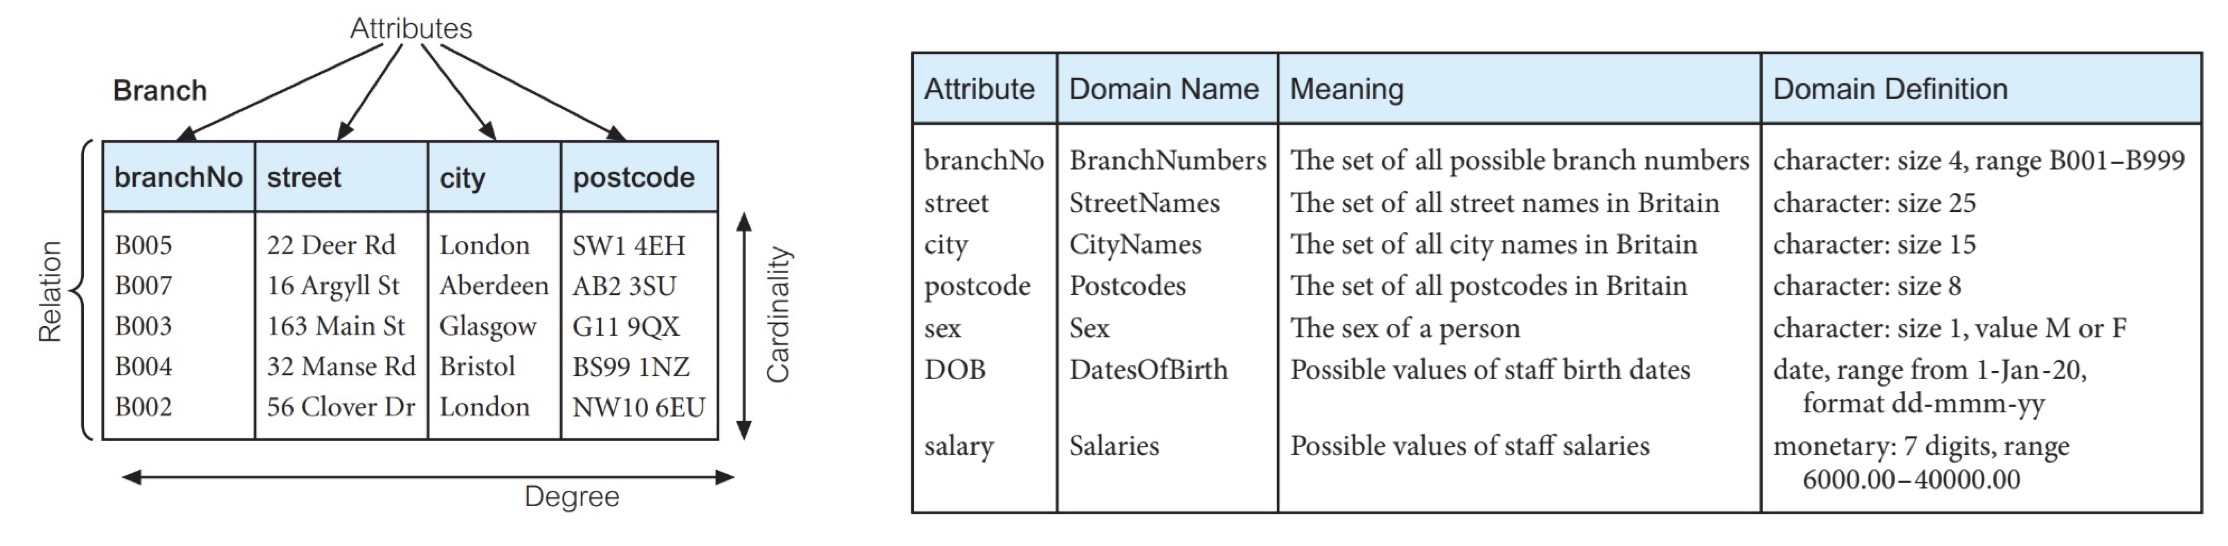 Attributes
Branch
branchNo street city postcode
B005 22 Deer Rd London SW1 4EH
B007 16 Argyll St Aberdeen AB2 3SU
B003 163 Main St Glasgow G11 9QX
B004 32 Manse Rd Bristol BS99 1NZ
B002 56 Clover Dr London NW10 6EU
Relation
Cardinality
Degree
Attribute Domain Name Meaning Domain Definition
branchNo BranchNumbers The set of all possible branch numbers character: size 4, range B001–B999
street StreetNames The set of all street names in Britain character: size 25
city CityNames The set of all city names in Britain character: size 15
postcode Postcodes The set of all postcodes in Britain character: size 8
sex Sex The sex of a person character: size 1, value M or F
DOB DatesOfBirth Possible values of staff birth dates date, range from 1-Jan-20,
format dd-mmm-yy
salary Salaries Possible values of staff salaries monetary: 7 digits, range
6000.00–40000.00